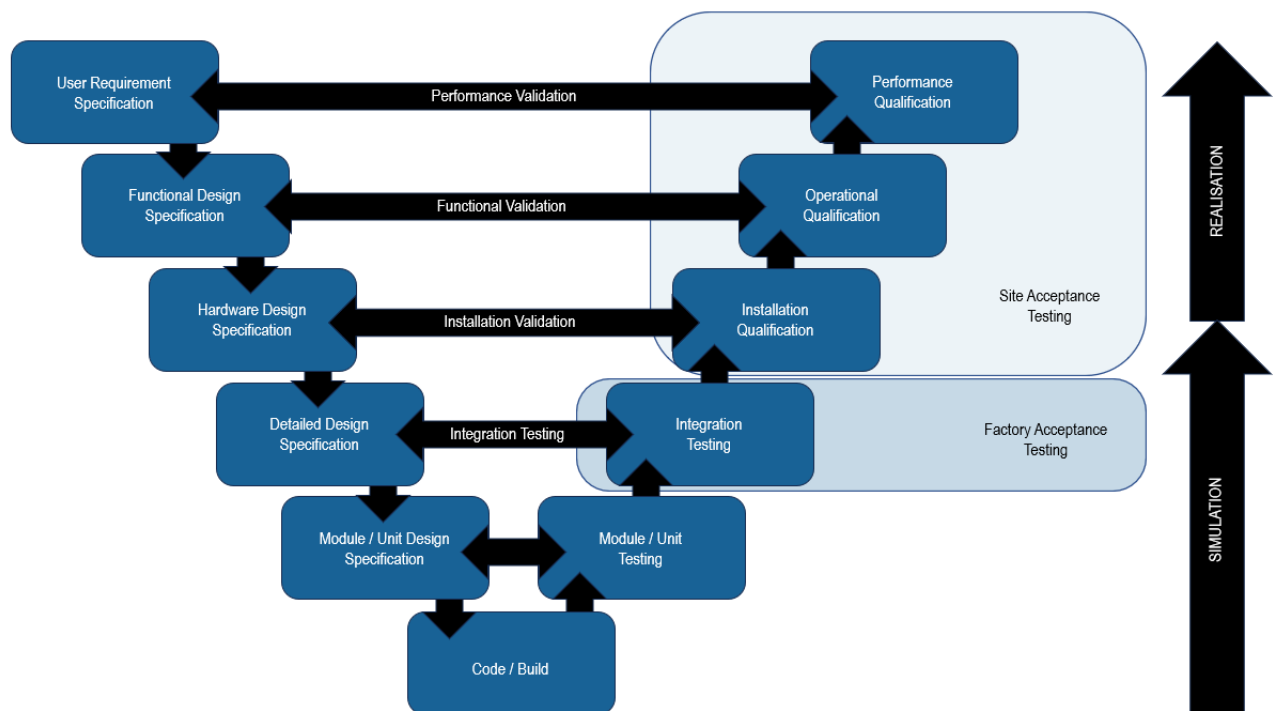 User Requirement
Specification
Performance Validation
Performance
Qualification
Functional Design
Specification
Functional Validation
Operational
Qualification
REALISATION
Hardware Design
Specification
Installation Validation
Installation
Qualification
Site Acceptance
Testing
Detailed Design
Specification
Integration Testing
Integration
Testing
Factory Acceptance
Testing
Module / Unit Design
Specification
Module / Unit
Testing
SIMULATION
Code / Build